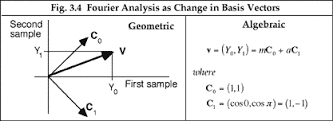 Fig. 3.4 Fourier Analysis as Change in Basis Vectors
Second sample
Geometric
C₀
Y₁
V
First sample
Y₀
C₁
Algebraic
v = (Y₀, Y₁) = mC₀ + aC₁
where
C₀ = (1,1)
C₁ = (cos0, cos π) = (1,−1)